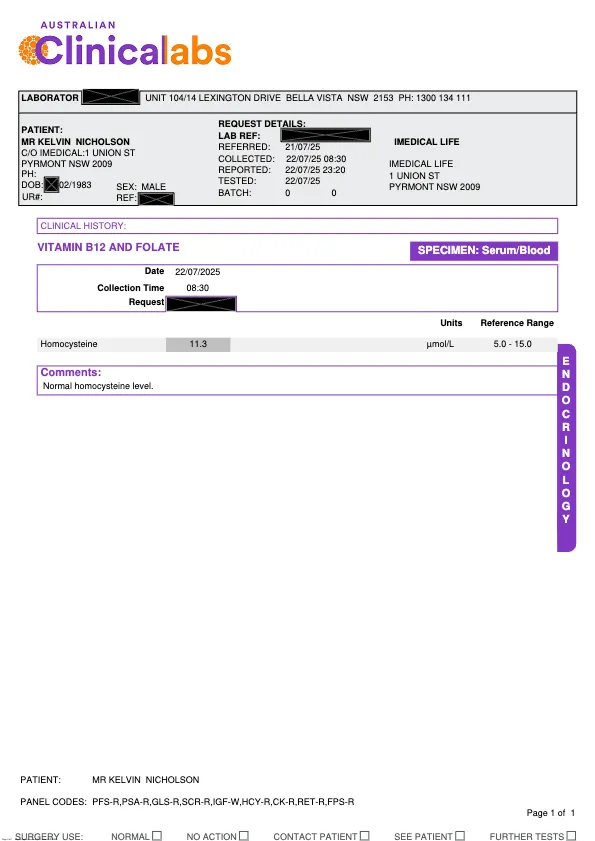 AUSTRALIAN
Clinicalabs
LABORATOR UNIT 104/14 LEXINGTON DRIVE BELLA VISTA NSW 2153 PH: 1300 134 111
PATIENT:
MR KELVIN NICHOLSON
C/O IMEDICAL:1 UNION ST
PYRMONT NSW 2009
PH:
DOB: 02/1983 SEX: MALE
UR#: REF:
REQUEST DETAILS:
LAB REF:
REFERRED: 21/07/25
COLLECTED: 22/07/25 08:30
REPORTED: 22/07/25 23:20
TESTED: 22/07/25
BATCH: 0 0
IMEDICAL LIFE
IMEDICAL LIFE
1 UNION ST
PYRMONT NSW 2009
CLINICAL HISTORY:
VITAMIN B12 AND FOLATE
SPECIMEN: Serum/Blood
Date 22/07/2025
Collection Time 08:30
Request
Units Reference Range
Homocysteine 11.3 µmol/L 5.0 - 15.0
Comments:
Normal homocysteine level.
ENDOCRINOLOGY
PATIENT: MR KELVIN NICHOLSON
PANEL CODES: PFS-R,PSA-R,GLS-R,SCR-R,IGF-W,HCY-R,CK-R,RET-R,FPS-R
Page 1 of 1
SURGERY USE: NORMAL NO ACTION CONTACT PATIENT SEE PATIENT FURTHER TESTS